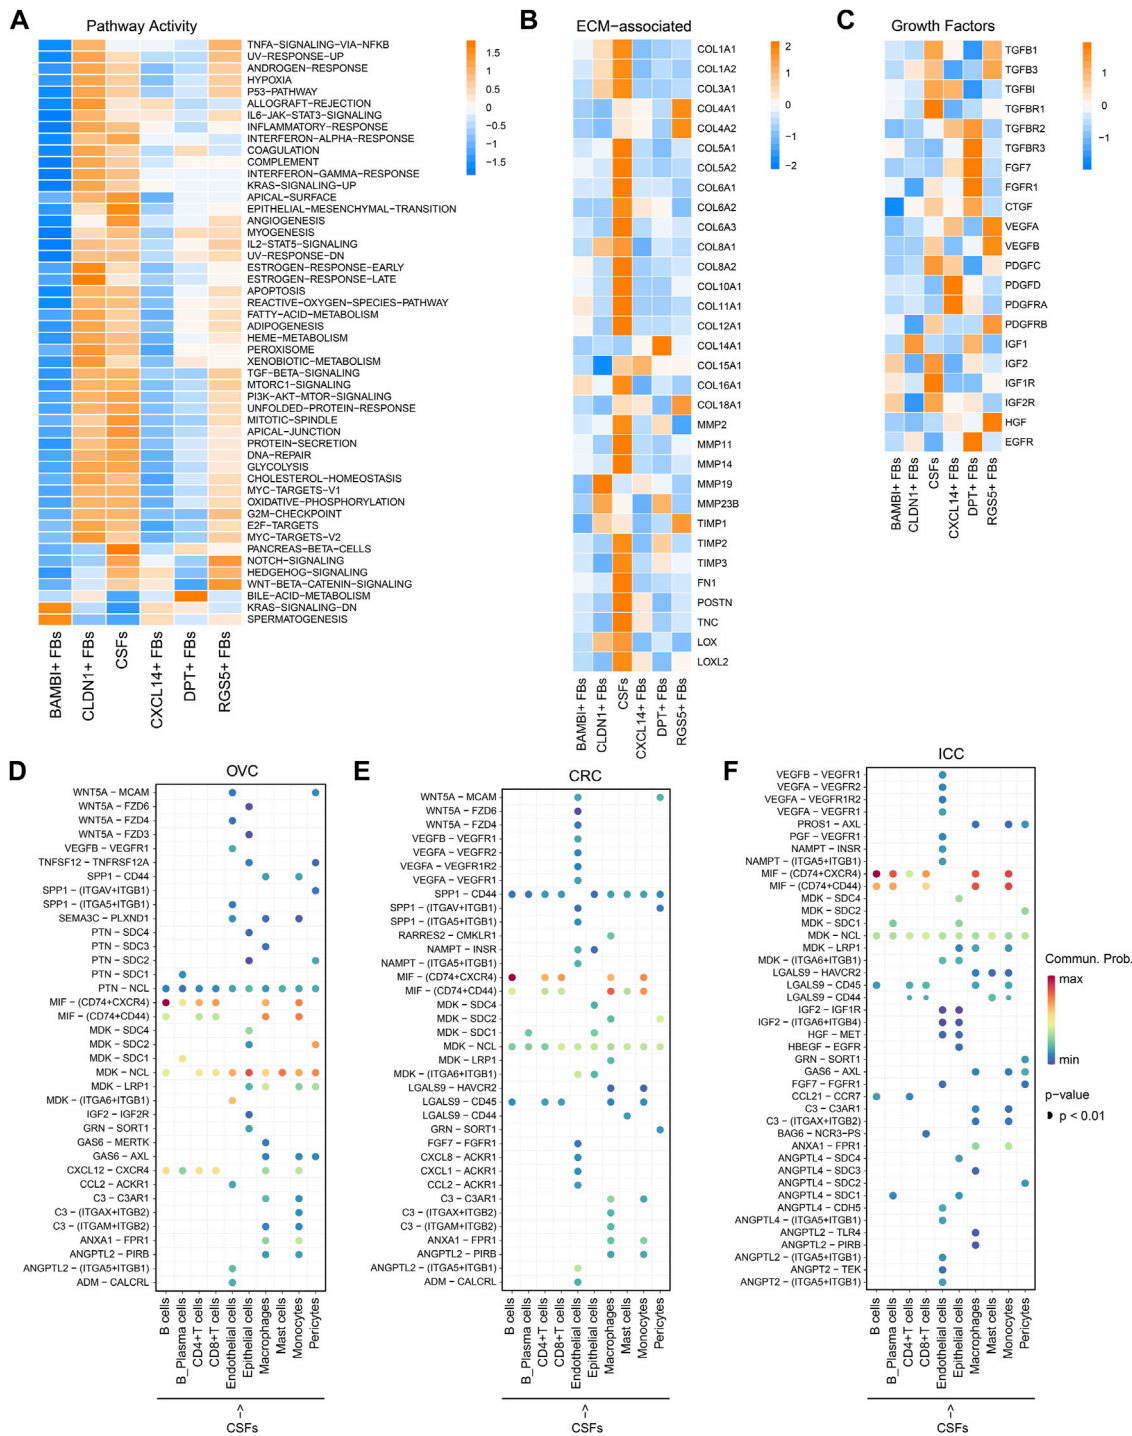 A
Pathway Activity
TNFA-SIGNALING-VIA-NFKB
UV-RESPONSE-UP
ANDROGEN-RESPONSE
HYPOXIA
P53-PATHWAY
ALLOGRAFT-REJECTION
IL6-JAK-STAT3-SIGNALING
INFLAMMATORY-RESPONSE
INTERFERON-ALPHA-RESPONSE
COAGULATION
COMPLEMENT
INTERFERON-GAMMA-RESPONSE
KRAS-SIGNALING-UP
APICAL-SURFACE
EPITHELIAL-MESENCHYMAL-TRANSITION
ANGIOGENESIS
MYOGENESIS
IL2-STAT5-SIGNALING
UV-RESPONSE-DN
ESTROGEN-RESPONSE-EARLY
ESTROGEN-RESPONSE-LATE
APOPTOSIS
REACTIVE-OXYGEN-SPECIES-PATHWAY
FATTY-ACID-METABOLISM
ADIPOGENESIS
HEME-METABOLISM
PEROXISOME
XENOBIOTIC-METABOLISM
TGF-BETA-SIGNALING
MTORC1-SIGNALING
PI3K-AKT-MTOR-SIGNALING
UNFOLDED-PROTEIN-RESPONSE
MITOTIC-SPINDLE
APICAL-JUNCTION
PROTEIN-SECRETION
DNA-REPAIR
GLYCOLYSIS
CHOLESTEROL-HOMEOSTASIS
MYC-TARGETS-V1
OXIDATIVE-PHOSPHORYLATION
G2M-CHECKPOINT
E2F-TARGETS
MYC-TARGETS-V2
PANCREAS-BETA-CELLS
NOTCH-SIGNALING
HEDGEHOG-SIGNALING
WNT-BETA-CATENIN-SIGNALING
BILE-ACID-METABOLISM
KRAS-SIGNALING-DN
SPERMATOGENESIS
1.5
1
0.5
0
-0.5
-1
-1.5
BAMBI+ FBs
CLDN1+ FBs
CSFs
CXCL14+ FBs
DPT+ FBs
RGS5+ FBs
B
ECM-associated
COL1A1
COL1A2
COL3A1
COL4A1
COL4A2
COL5A1
COL5A2
COL6A1
COL6A2
COL6A3
COL8A1
COL8A2
COL10A1
COL11A1
COL12A1
COL14A1
COL15A1
COL16A1
COL18A1
MMP2
MMP11
MMP14
MMP19
MMP23B
TIMP1
TIMP2
TIMP3
FN1
POSTN
TNC
LOX
LOXL2
2
1
0
-1
-2
BAMBI+ FBs
CLDN1+ FBs
CSFs
CXCL14+ FBs
DPT+ FBs
RGS5+ FBs
C
Growth Factors
TGFB1
TGFB3
TGFBI
TGFBR1
TGFBR2
TGFBR3
FGF7
FGFR1
CTGF
VEGFA
VEGFB
PDGFC
PDGFD
PDGFRA
PDGFRB
IGF1
IGF2
IGF1R
IGF2R
HGF
EGFR
1
0
-1
BAMBI+ FBs
CLDN1+ FBs
CSFs
CXCL14+ FBs
DPT+ FBs
RGS5+ FBs
D
OVC
WNT5A - MCAM
WNT5A - FZD6
WNT5A - FZD4
WNT5A - FZD3
VEGFB - VEGFR1
TNFSF12 - TNFRSF12A
SPP1 - CD44
SPP1 - (ITGAV+ITGB1)
SPP1 - (ITGA5+ITGB1)
SEMA3C - PLXND1
PTN - SDC4
PTN - SDC3
PTN - SDC2
PTN - SDC1
PTN - NCL
MIF - (CD74+CXCR4)
MIF - (CD74+CD44)
MDK - SDC4
MDK - SDC2
MDK - SDC1
MDK - NCL
MDK - LRP1
MDK - (ITGA6+ITGB1)
IGF2 - IGF2R
GRN - SORT1
GAS6 - MERTK
GAS6 - AXL
CXCL12 - CXCR4
CCL2 - ACKR1
C3 - C3AR1
C3 - (ITGAX+ITGB2)
C3 - (ITGAM+ITGB2)
ANXA1 - FPR1
ANGPTL2 - PIRB
ANGPTL2 - (ITGA5+ITGB1)
ADM - CALCRL
B cells
B_Plasma cells
CD4+T cells
CD8+T cells
Endothelial cells
Epithelial cells
Macrophages
Mast cells
Monocytes
Pericytes
->
CSFs
E
CRC
WNT5A - MCAM
WNT5A - FZD6
WNT5A - FZD4
VEGFB - VEGFR1
VEGFA - VEGFR2
VEGFA - VEGFR1R2
VEGFA - VEGFR1
SPP1 - CD44
SPP1 - (ITGAV+ITGB1)
SPP1 - (ITGA5+ITGB1)
RARRES2 - CMKLR1
NAMPT - INSR
NAMPT - (ITGA5+ITGB1)
MIF - (CD74+CXCR4)
MIF - (CD74+CD44)
MDK - SDC4
MDK - SDC2
MDK - SDC1
MDK - NCL
MDK - LRP1
MDK - (ITGA6+ITGB1)
LGALS9 - HAVCR2
LGALS9 - CD45
LGALS9 - CD44
GRN - SORT1
FGF7 - FGFR1
CXCL8 - ACKR1
CXCL1 - ACKR1
CCL2 - ACKR1
C3 - C3AR1
C3 - (ITGAX+ITGB2)
C3 - (ITGAM+ITGB2)
ANXA1 - FPR1
ANGPTL2 - PIRB
ANGPTL2 - (ITGA5+ITGB1)
ADM - CALCRL
B cells
B_Plasma cells
CD4+T cells
CD8+T cells
Endothelial cells
Epithelial cells
Macrophages
Mast cells
Monocytes
Pericytes
->
CSFs
F
ICC
VEGFB - VEGFR1
VEGFA - VEGFR2
VEGFA - VEGFR1R2
VEGFA - VEGFR1
PROS1 - AXL
PGF - VEGFR1
NAMPT - INSR
NAMPT - (ITGA5+ITGB1)
MIF - (CD74+CXCR4)
MIF - (CD74+CD44)
MDK - SDC4
MDK - SDC2
MDK - SDC1
MDK - NCL
MDK - LRP1
MDK - (ITGA6+ITGB1)
LGALS9 - HAVCR2
LGALS9 - CD45
LGALS9 - CD44
IGF2 - IGF1R
IGF2 - (ITGA6+ITGB4)
HGF - MET
HBEGF - EGFR
GRN - SORT1
GAS6 - AXL
FGF7 - FGFR1
CCL21 - CCR7
C3 - C3AR1
C3 - (ITGAX+ITGB2)
BAG6 - NCR3-PS
ANXA1 - FPR1
ANGPTL4 - SDC4
ANGPTL4 - SDC3
ANGPTL4 - SDC2
ANGPTL4 - SDC1
ANGPTL4 - CDH5
ANGPTL4 - (ITGA5+ITGB1)
ANGPTL2 - TLR4
ANGPTL2 - PIRB
ANGPTL2 - (ITGA5+ITGB1)
ANGPT2 - TEK
ANGPT2 - (ITGA5+ITGB1)
B cells
B_Plasma cells
CD4+T cells
CD8+T cells
Endothelial cells
Epithelial cells
Macrophages
Mast cells
Monocytes
Pericytes
->
CSFs
Commun. Prob.
max
min
p-value
p < 0.01